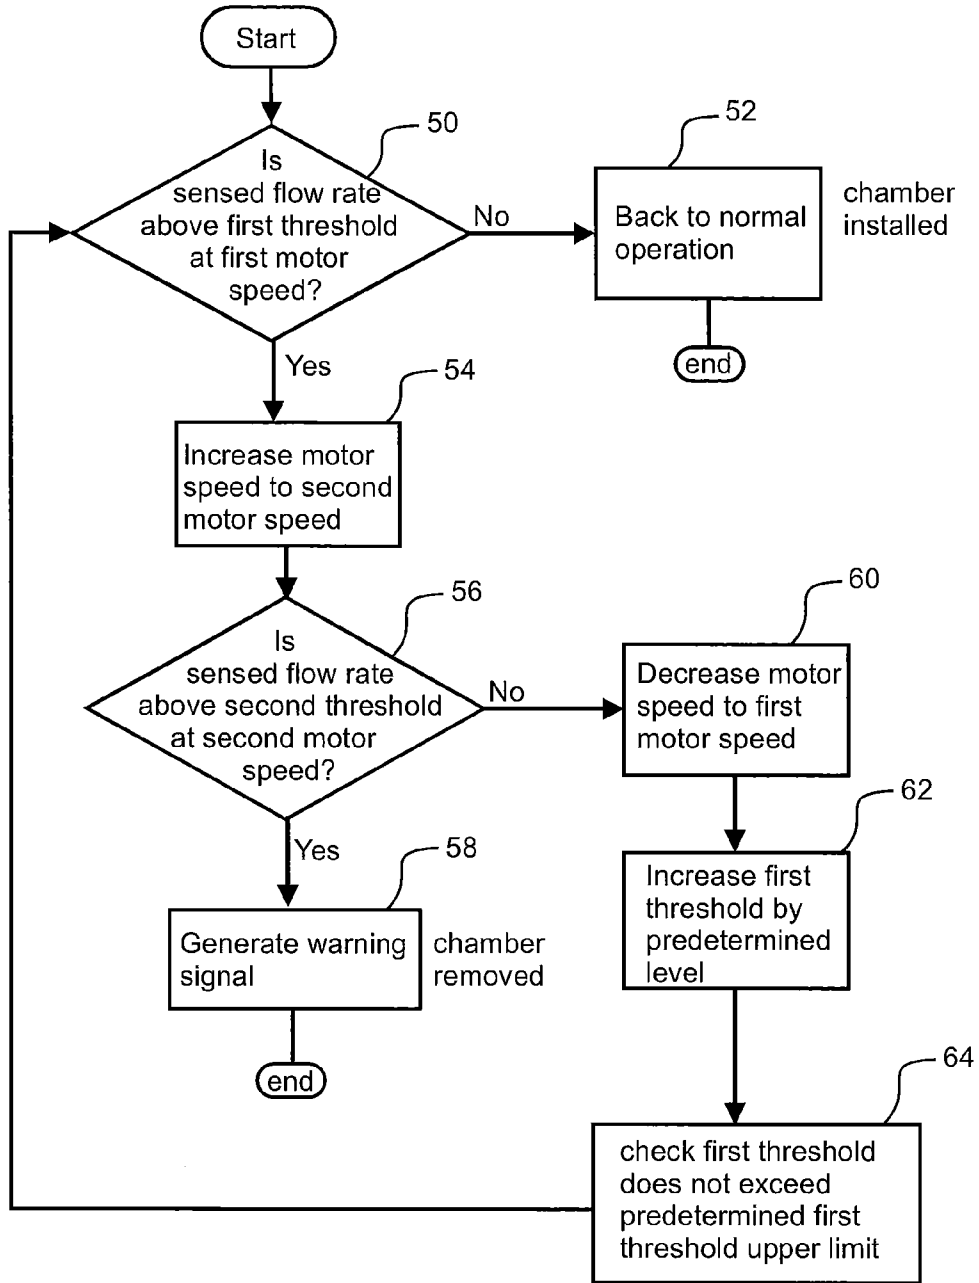 Start
50
Is
sensed flow rate
above first threshold
at first motor
speed?
No
52
Back to normal
operation
chamber
installed
end
Yes
54
Increase motor
speed to second
motor speed
56
Is
sensed flow rate
above second threshold
at second motor
speed?
No
60
Decrease motor
speed to first
motor speed
62
Increase first
threshold by
predetermined
level
Yes
58
Generate warning
signal
chamber
removed
end
64
check first threshold
does not exceed
predetermined first
threshold upper limit